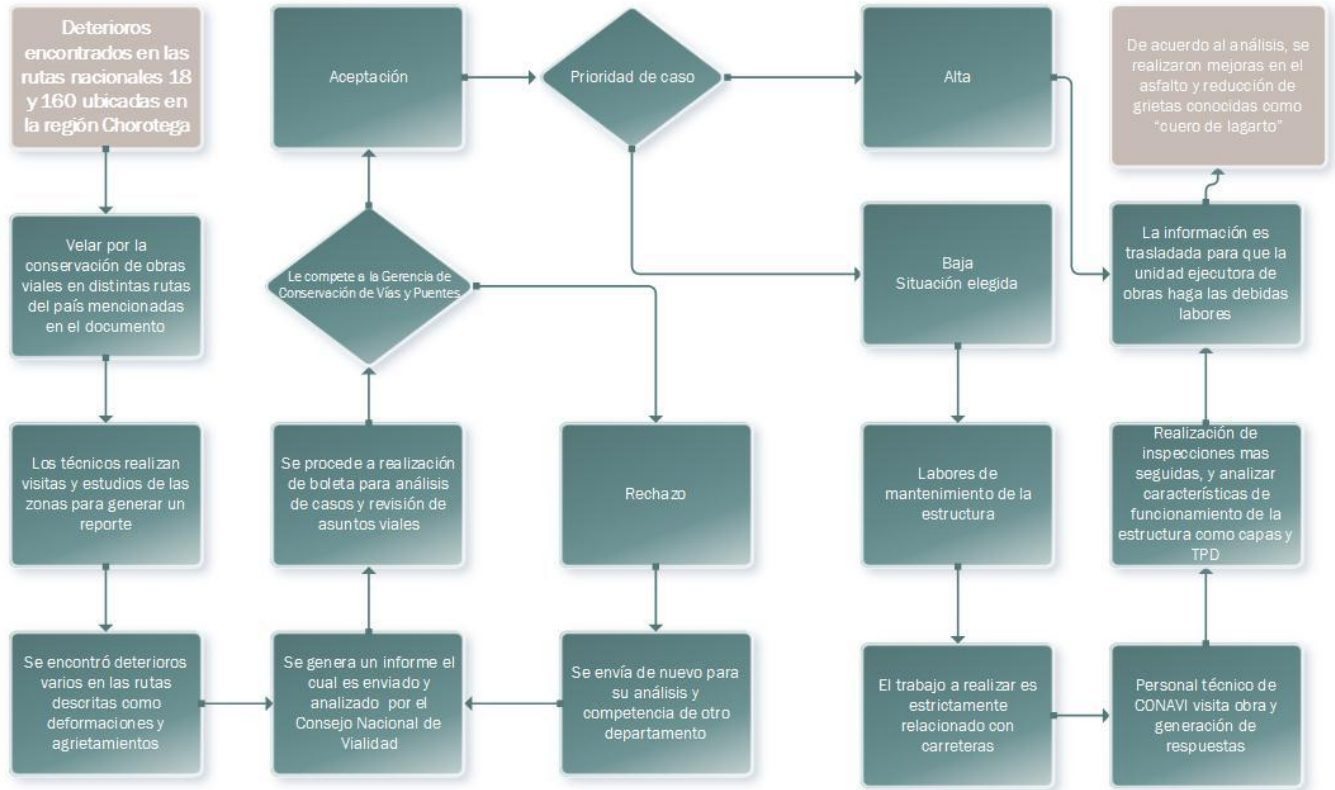 Deterioros
encontrados en las
rutas nacionales 18
y 160 ubicadas en
la región Chorotega
Velar por la
conservación de obras
viales en distintas rutas
del país mencionadas
en el documento
Los técnicos realizan
visitas y estudios de las
zonas para generar un
reporte
Se encontró deterioros
varios en las rutas
descritas como
deformaciones y
agrietamientos
Se genera un informe el
cual es enviado y
analizado por el
Consejo Nacional de
Vialidad
Se procede a realización
de boleta para análisis
de casos y revisión de
asuntos viales
Le compete a la Gerencia de
Conservación de Vías y Puentes
Aceptación
Rechazo
Se envía de nuevo para
su análisis y
competencia de otro
departamento
Prioridad de caso
Alta
Baja
Situación elegida
Labores de
mantenimiento de la
estructura
El trabajo a realizar es
estrictamente
relacionado con
carreteras
Personal técnico de
CONAVI visita obra y
generación de
respuestas
Realización de
inspecciones mas
seguidas, y analizar
características de
funcionamiento de la
estructura como capas y
TPD
La información es
trasladada para que la
unidad ejecutora de
obras haga las debidas
labores
De acuerdo al análisis, se
realizaron mejoras en el
asfalto y reducción de
grietas conocidas como
“cuero de lagarto”